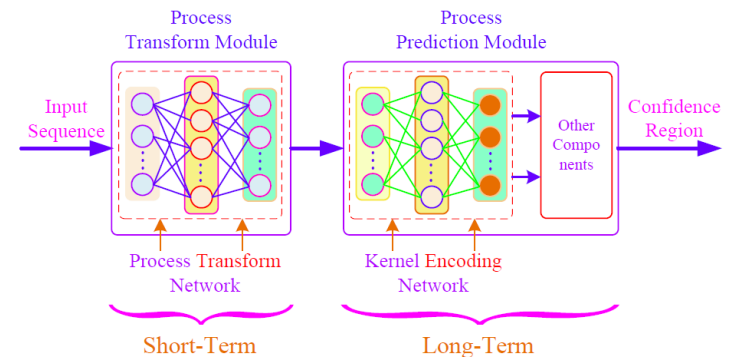 Process
Transform Module
Process
Prediction Module
Input
Sequence
Other
Compo
nents
Confidence
Region
Process Transform
Network
Kernel Encoding
Network
Short-Term
Long-Term